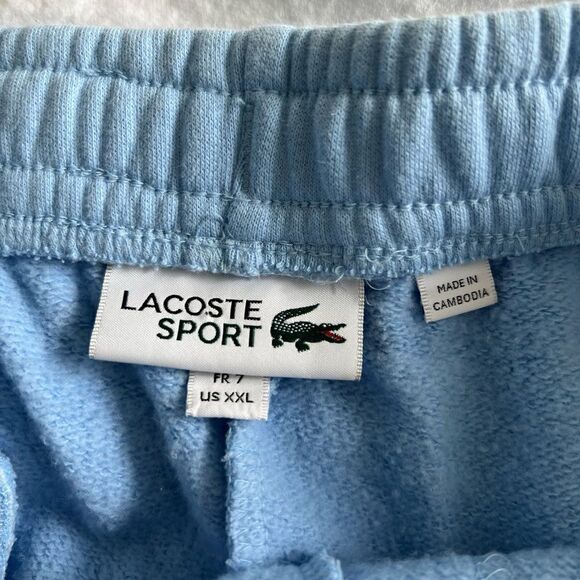 LACOSTE
SPORT
FR 7
US XXL
MADE IN
CAMBODIA